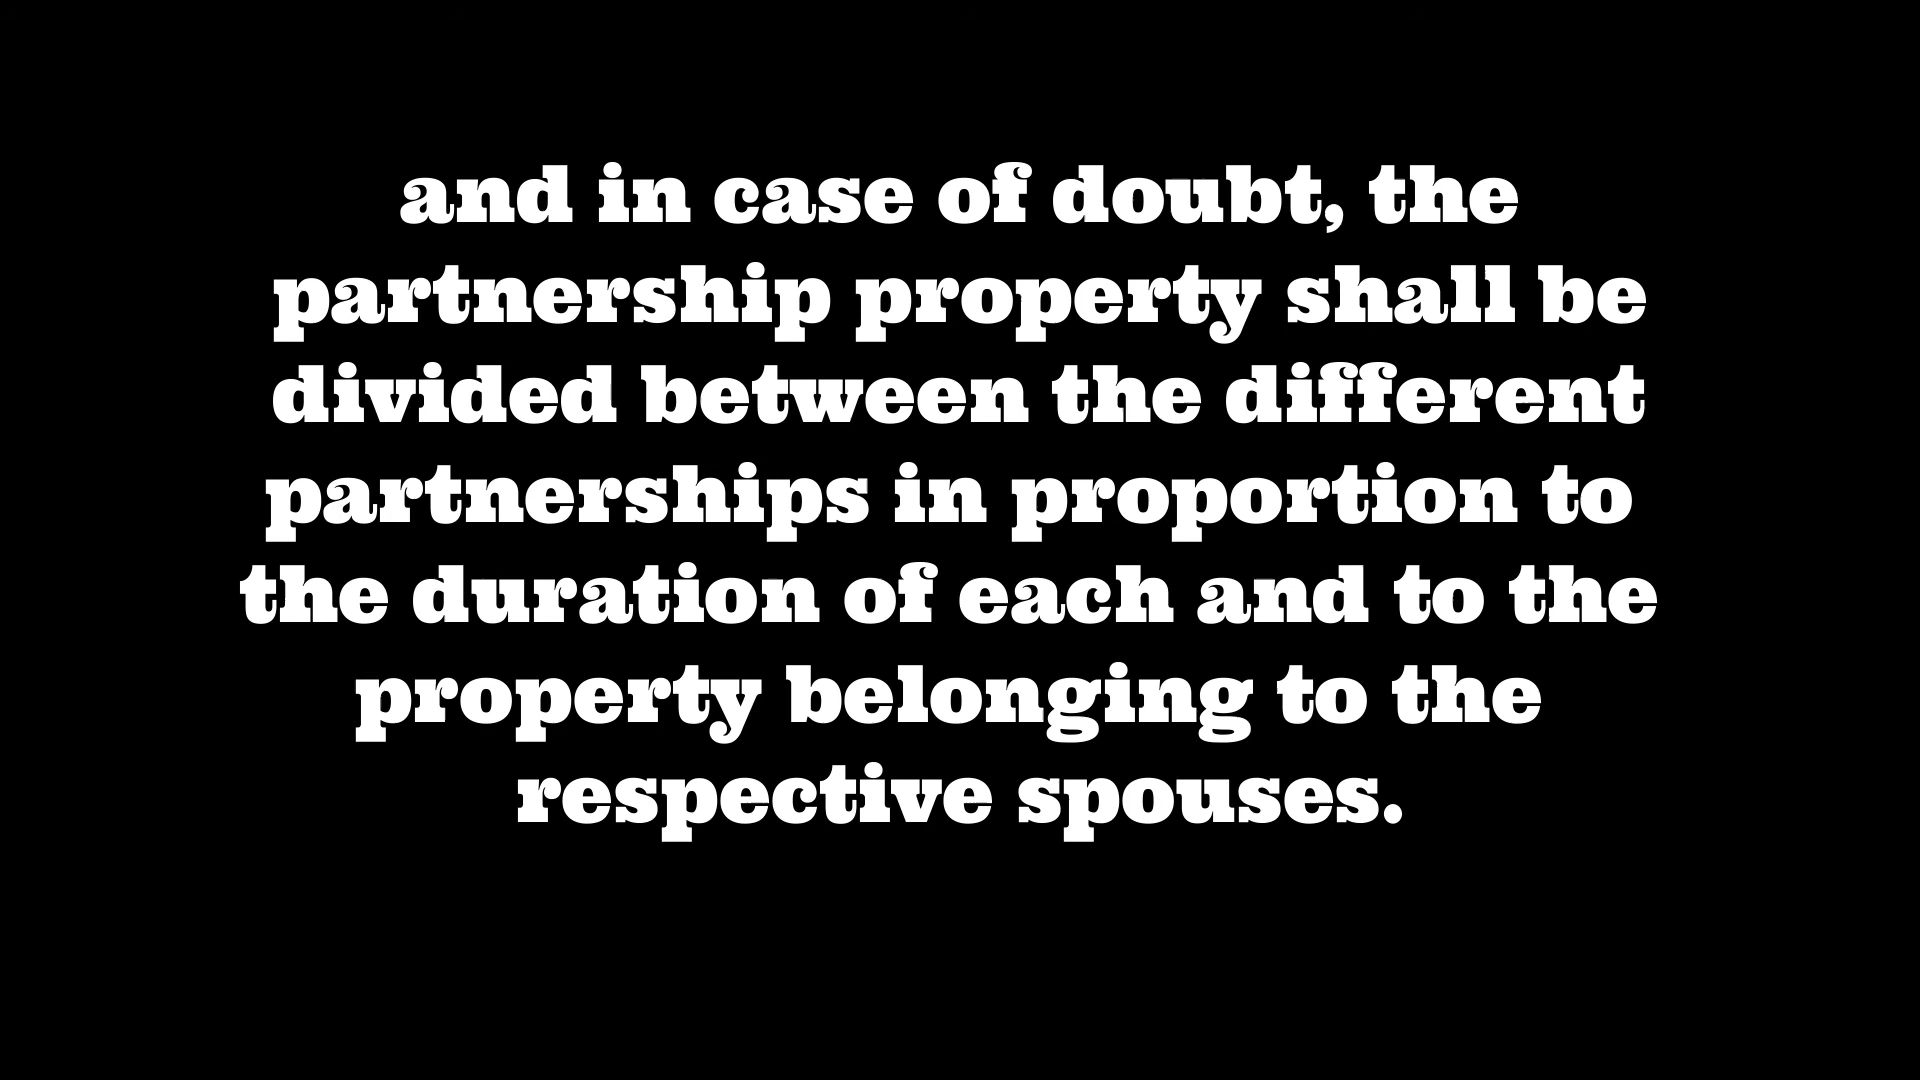 and in case of doubt, the
partnership property shall be
divided between the different
partnerships in proportion to
the duration of each and to the
property belonging to the
respective spouses.